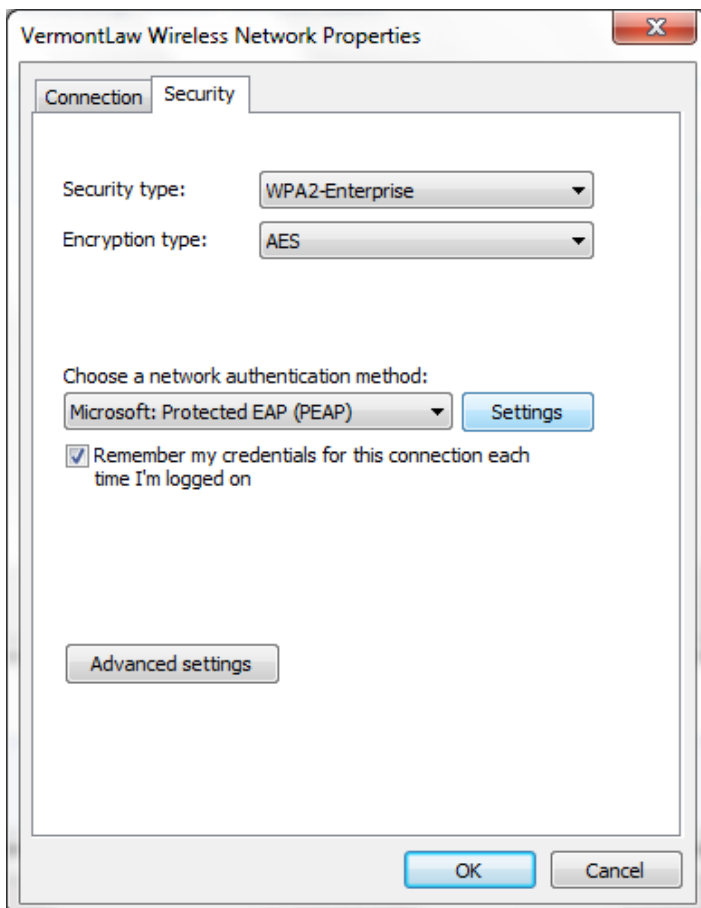 VermontLaw Wireless Network Properties
Connection
Security
Security type:
WPA2-Enterprise
Encryption type:
AES
Choose a network authentication method:
Microsoft: Protected EAP (PEAP)
Settings
Remember my credentials for this connection each
time I'm logged on
Advanced settings
OK
Cancel